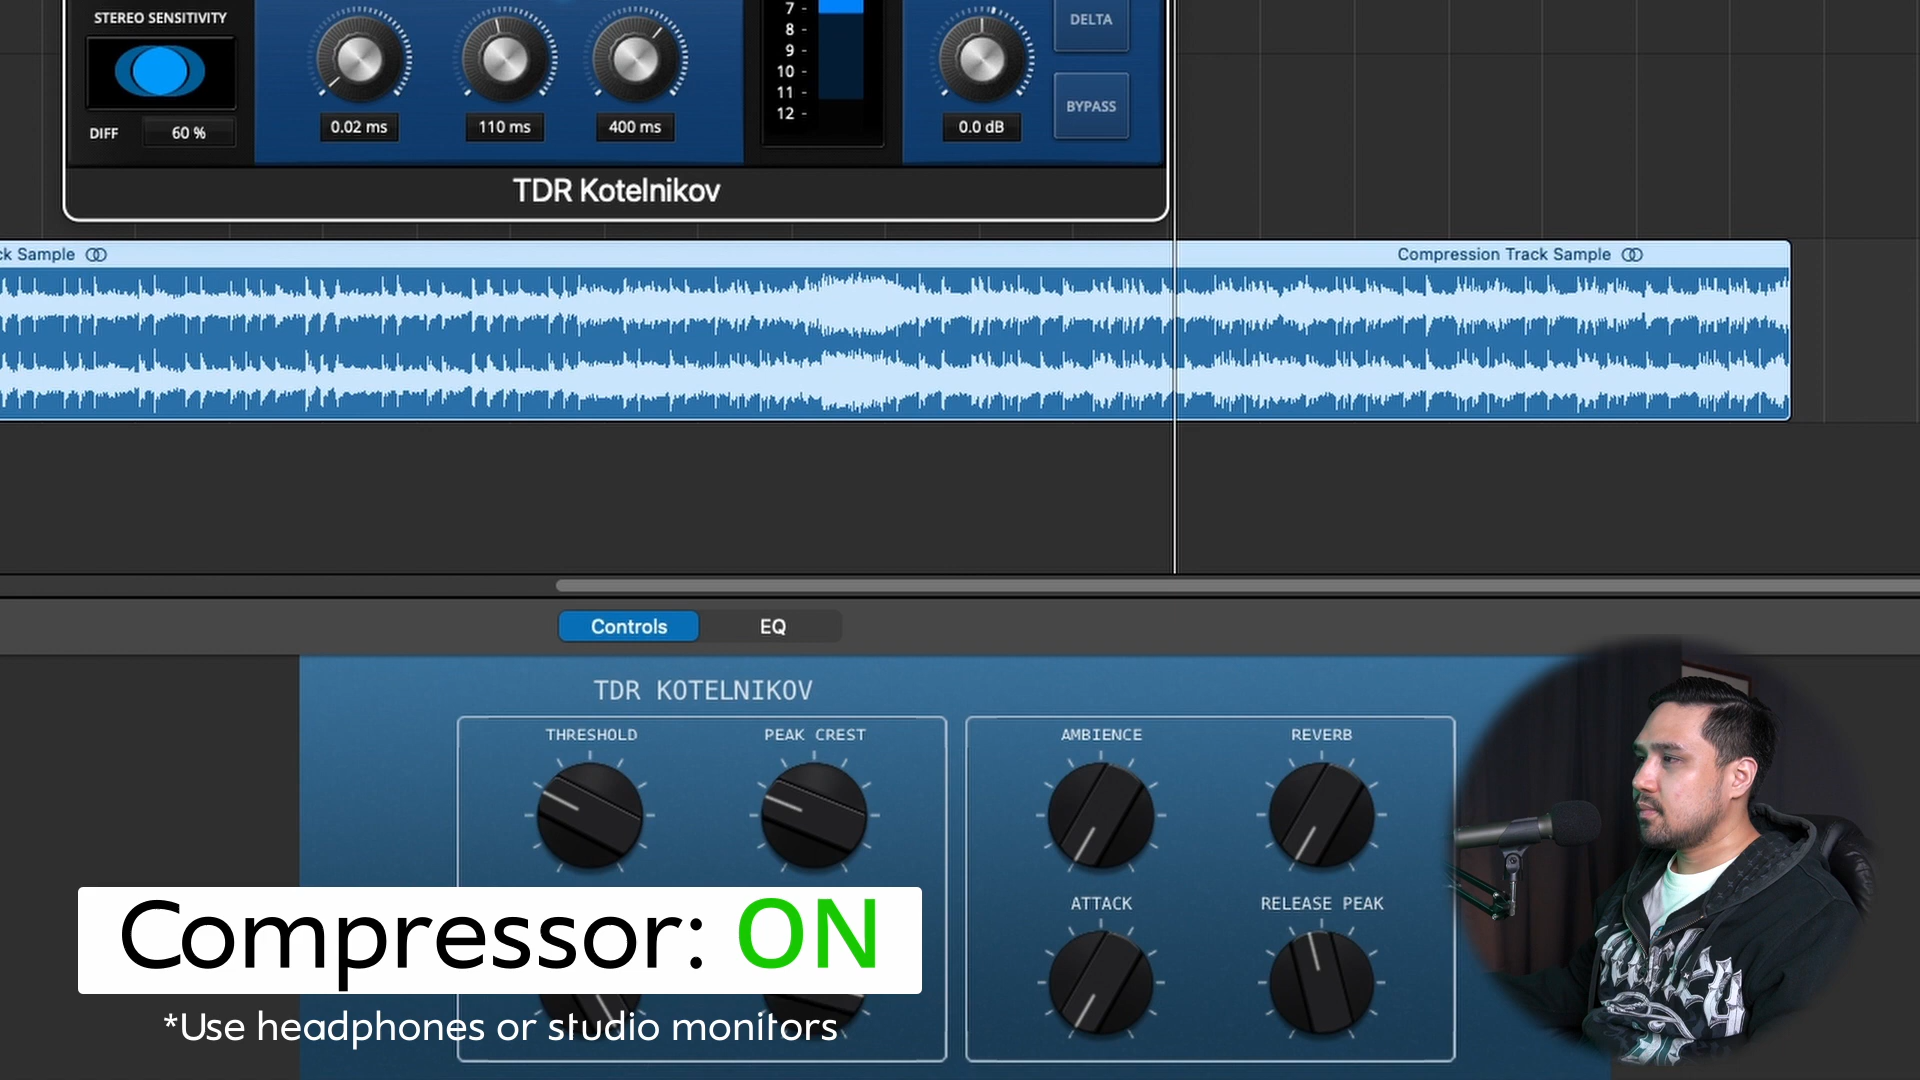 STEREO SENSITIVITY
DIFF 60 %
0.02 ms 110 ms 400 ms
7 -
8 -
9 -
10 -
11 -
12 -
0.0 dB
DELTA
BYPASS
TDR Kotelnikov
ck Sample
Compression Track Sample
Controls EQ
TDR KOTELNIKOV
THRESHOLD PEAK CREST AMBIENCE REVERB
ATTACK RELEASE PEAK
Compressor: ON
*Use headphones or studio monitors